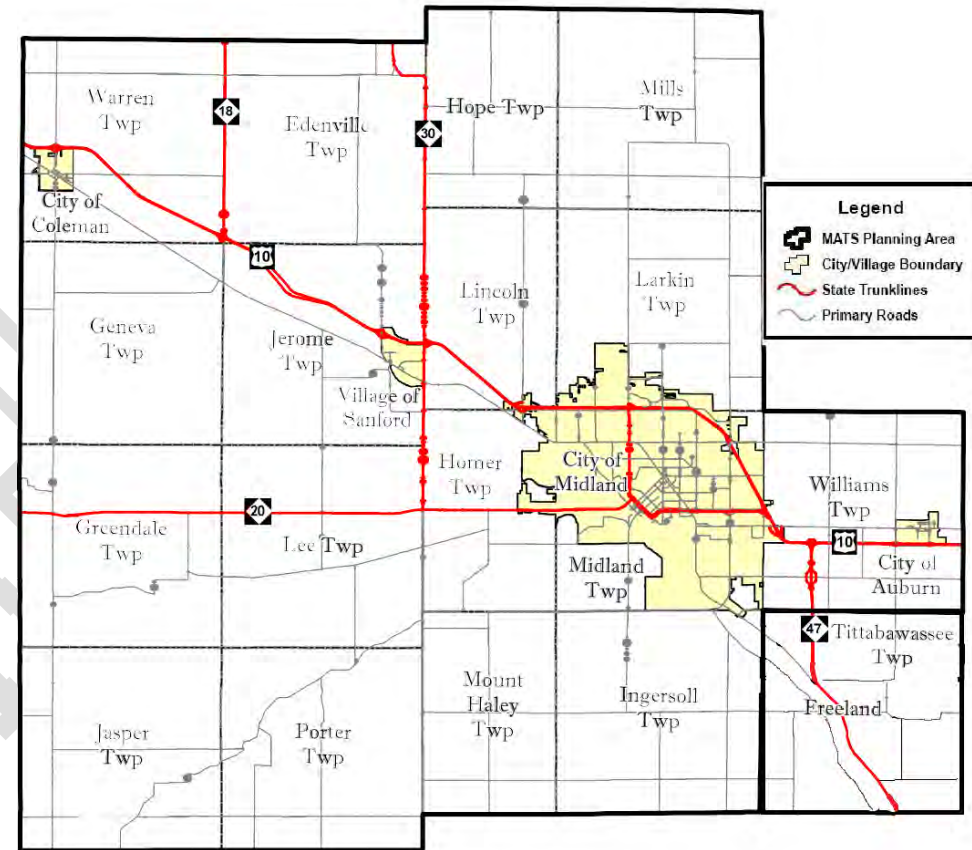 Warren
Twp
18
Edenville
Twp
30
Hope Twp
Mills
Twp
City of
Coleman
10
Legend
MATS Planning Area
City/Village Boundary
State Trunklines
Primary Roads
Geneva
Twp
Jerome
Twp
Lincoln
Twp
Larkin
Twp
Village of
Sanford
Homer
Twp
City of
Midland
Williams
Twp
20
Greendale
Twp
Lee Twp
Midland
Twp
10
City of
Auburn
47
Tittabawassee
Twp
Mount
Haley
Twp
Ingersoll
Twp
Freeland
Jasper
Twp
Porter
Twp